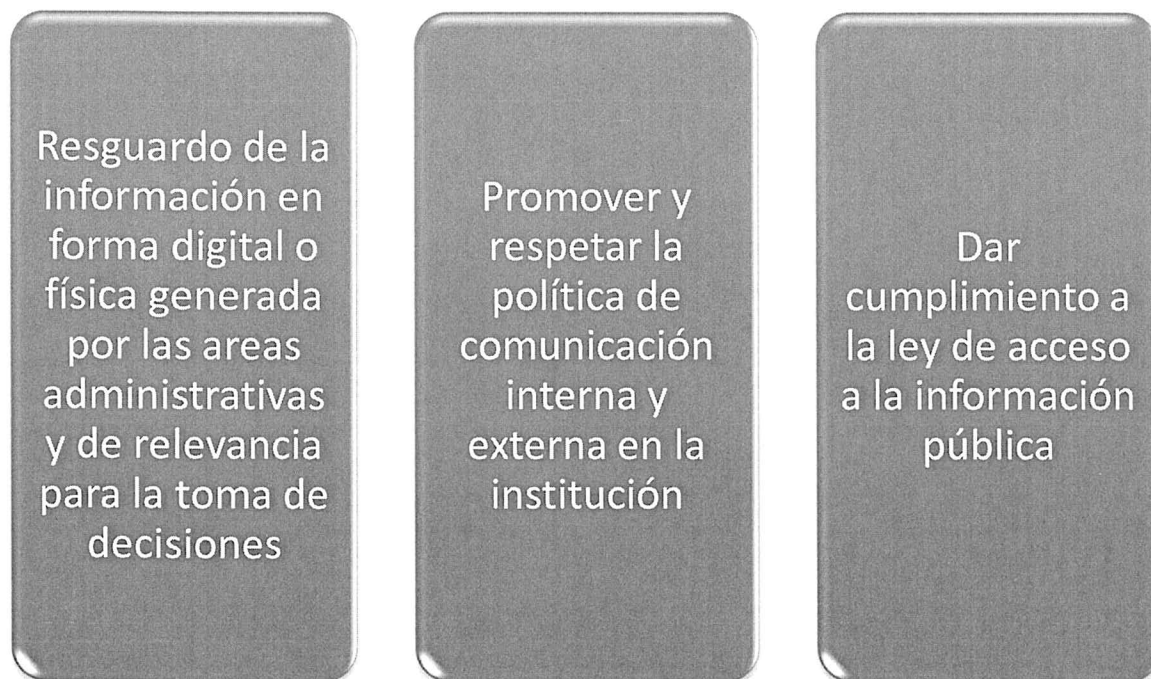 Resguardo de la
información en
forma digital o
física generada
por las areas
administrativas
y de relevancia
para la toma de
decisiones
Promover y
respetar la
política de
comunicación
interna y
externa en la
institución
Dar
cumplimiento a
la ley de acceso
a la información
pública